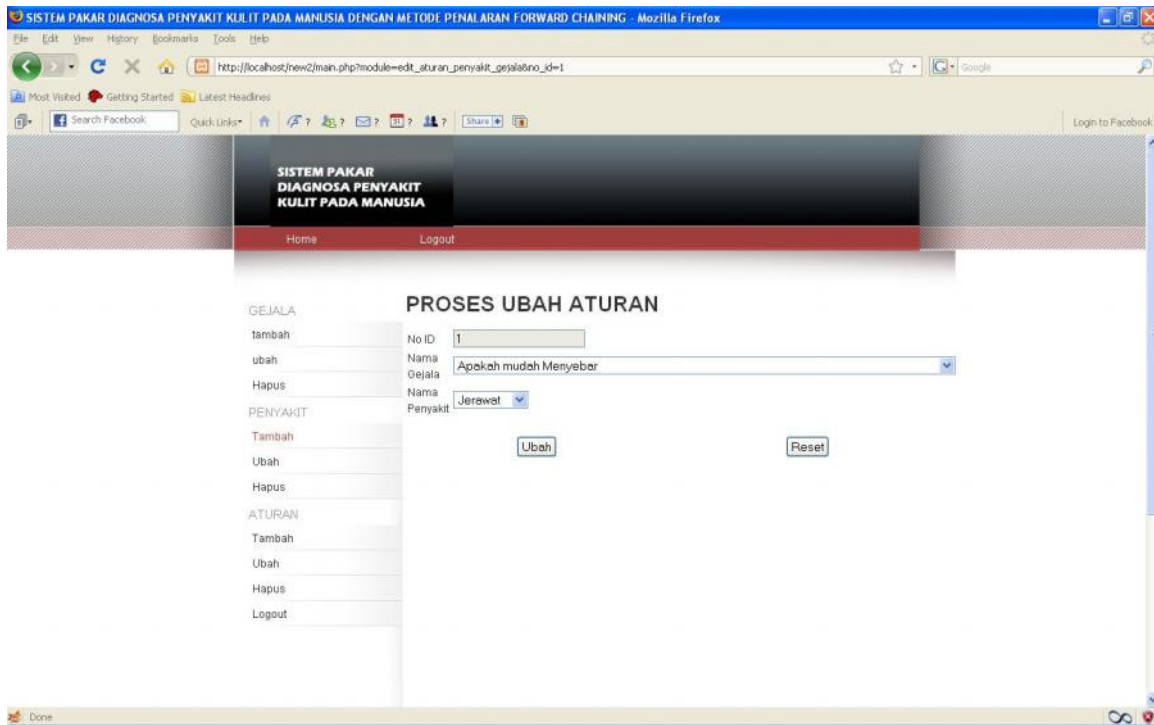 SISTEM PAKAR DIAGNOSA PENYAKIT KULIT PADA MANUSIA DENGAN METODE PENALARAN FORWARD CHAINING - Mozilla Firefox
File Edit View History Bookmarks Tools Help
http://localhost/new2/main.php?module=edit_aturan_penyakit_gejala&no_id=1
Google
Most Visited Getting Started Latest Headlines
Search Facebook Quick Links ? ? ? 31 ? ? Share Login to Facebook
SISTEM PAKAR
DIAGNOSA PENYAKIT
KULIT PADA MANUSIA
Home Logout
GEJALA
tambah
ubah
Hapus
PENYAKIT
Tambah
Ubah
Hapus
ATURAN
Tambah
Ubah
Hapus
Logout
PROSES UBAH ATURAN
No ID 1
Nama Gejala Apakah mudah Menyebar
Nama Penyakit Jerawat
Ubah Reset
Done